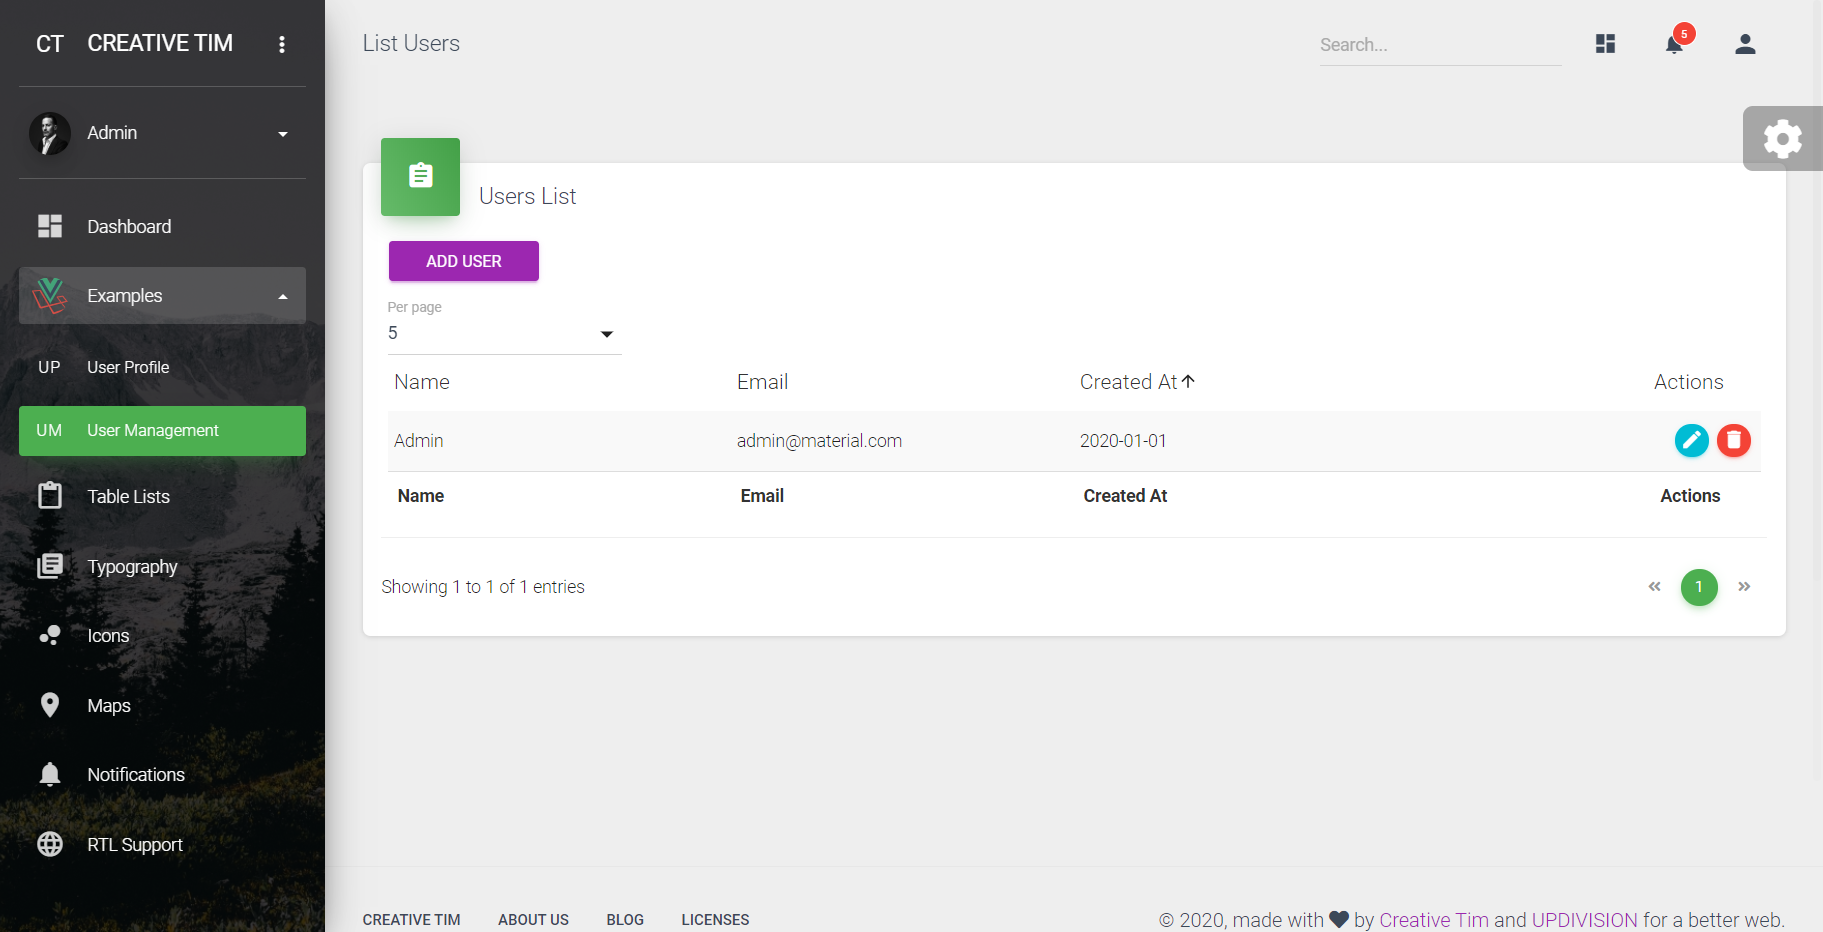 CT CREATIVE TIM
Admin
Dashboard
Examples
UP User Profile
UM User Management
Table Lists
Typography
Icons
Maps
Notifications
RTL Support
List Users
Search...
5
Users List
ADD USER
Per page
5
Name Email Created At Actions
Admin admin@material.com 2020-01-01
Name Email Created At Actions
Showing 1 to 1 of 1 entries
« 1 »
CREATIVE TIM ABOUT US BLOG LICENSES
© 2020, made with by Creative Tim and UPDIVISION for a better web.